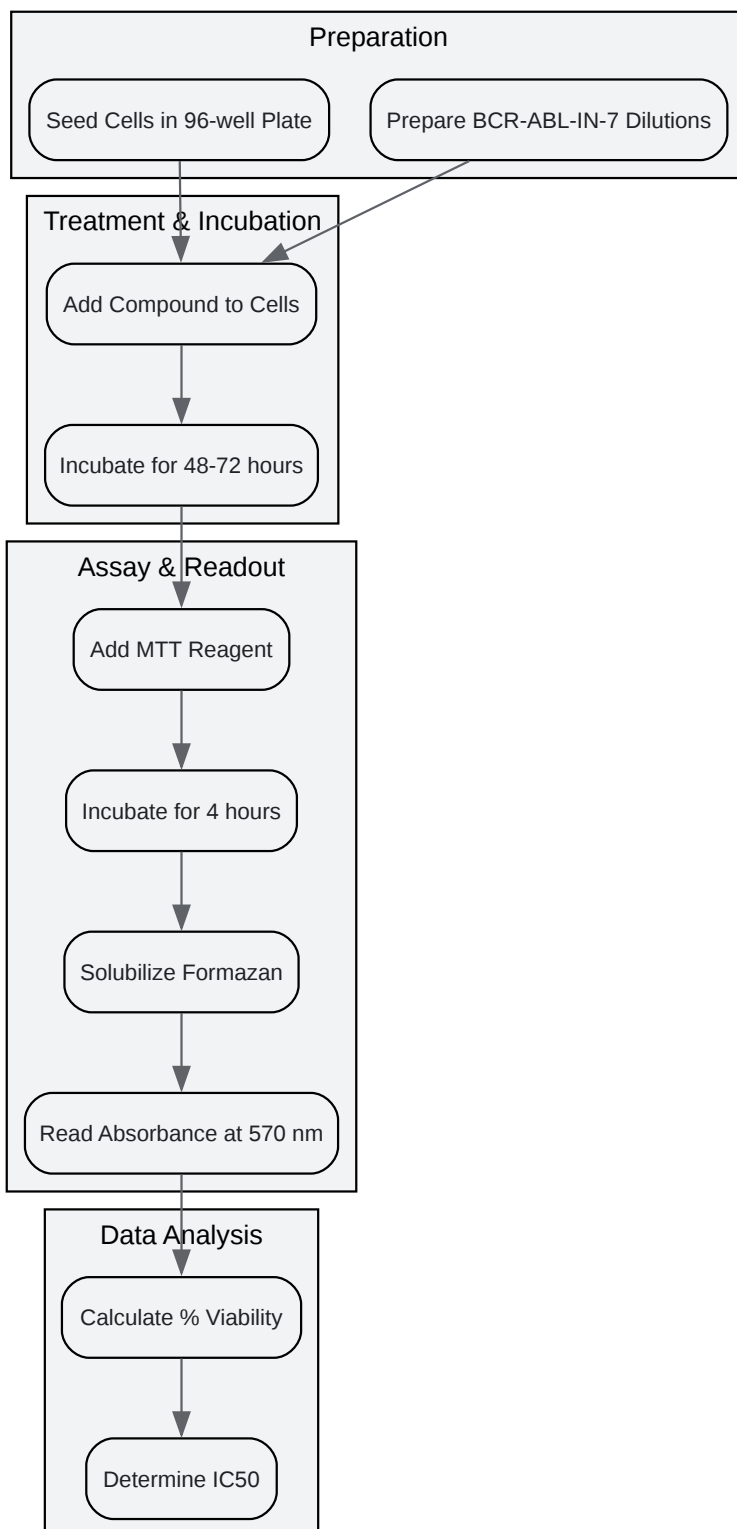 Preparation
Seed Cells in 96-well Plate
Prepare BCR-ABL-IN-7 Dilutions
Treatment & Incubation
Add Compound to Cells
Incubate for 48-72 hours
Assay & Readout
Add MTT Reagent
Incubate for 4 hours
Solubilize Formazan
Read Absorbance at 570 nm
Data Analysis
Calculate % Viability
Determine IC50